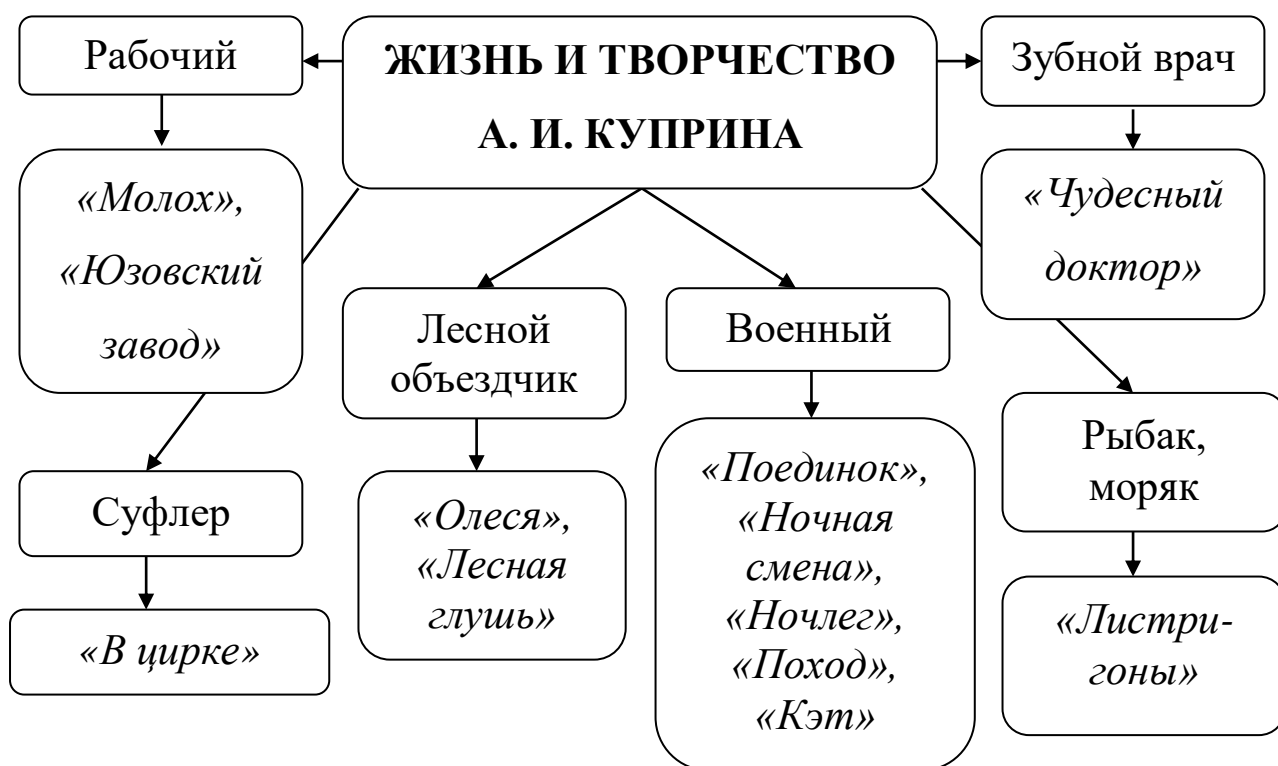 Рабочий
ЖИЗНЬ И ТВОРЧЕСТВО
А. И. КУПРИНА
Зубной врач
«Молох»,
«Юзовский
завод»
«Чудесный
доктор»
Лесной
объездчик
Военный
Рыбак,
моряк
Суфлер
«Олеся»,
«Лесная
глушь»
«Поединок»,
«Ночная
смена»,
«Ночлег»,
«Поход»,
«Кэт»
«В цирке»
«Листри-
гоны»